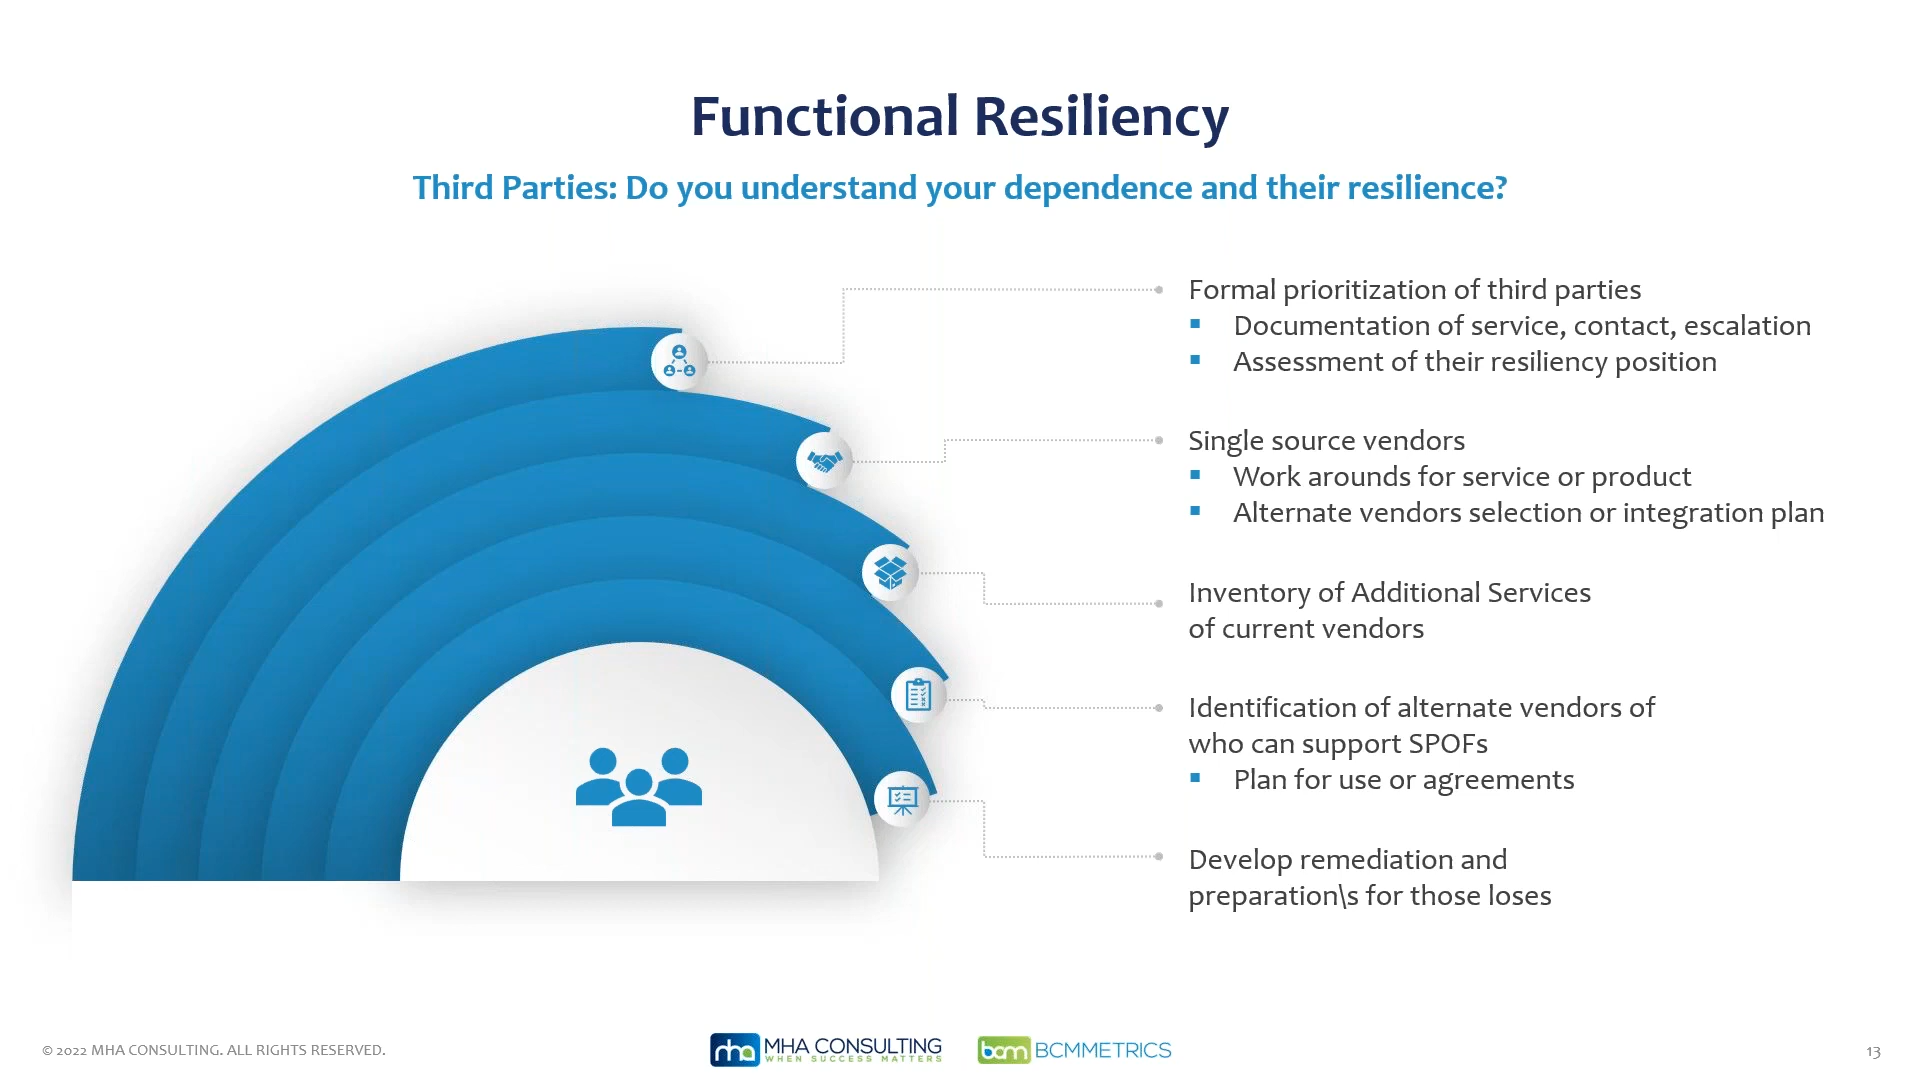 Functional Resiliency
Third Parties: Do you understand your dependence and their resilience?
Formal prioritization of third parties
▪ Documentation of service, contact, escalation
▪ Assessment of their resiliency position
Single source vendors
▪ Work arounds for service or product
▪ Alternate vendors selection or integration plan
Inventory of Additional Services
of current vendors
Identification of alternate vendors of
who can support SPOFs
▪ Plan for use or agreements
Develop remediation and
preparation\s for those loses
© 2022 MHA CONSULTING. ALL RIGHTS RESERVED.
mha MHA CONSULTING
WHEN SUCCESS MATTERS
bcm BCMMETRICS
13